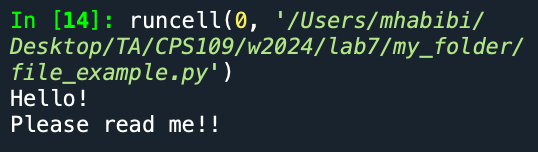 In [14]: runcell(0, '/Users/mhabibi/
Desktop/TA/CPS109/w2024/lab7/my_folder/
file_example.py')
Hello!
Please read me!!